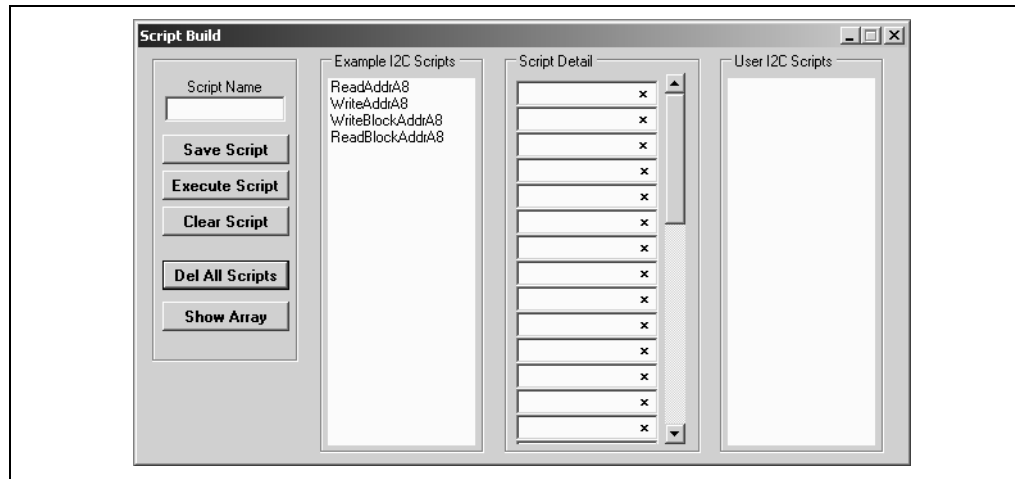 Script Build
Script Name
Save Script
Execute Script
Clear Script
Del All Scripts
Show Array
Example I2C Scripts
ReadAddrA8
WriteAddrA8
WriteBlockAddrA8
ReadBlockAddrA8
Script Detail
x
x
x
x
x
x
x
x
x
x
x
x
x
x
User I2C Scripts